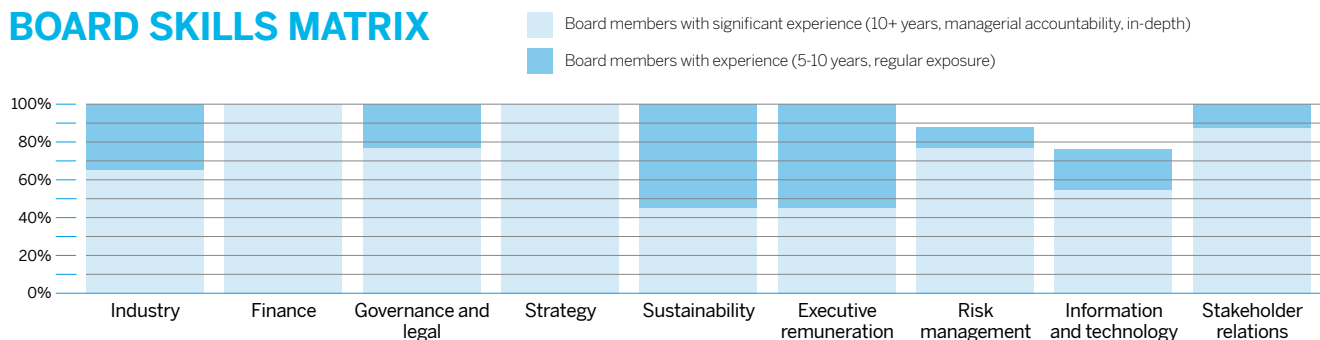 BOARD SKILLS MATRIX
Board members with significant experience (10+ years, managerial accountability, in-depth)
Board members with experience (5-10 years, regular exposure)
100%
80%
60%
40%
20%
0%
Industry
Finance
Governance and
legal
Strategy
Sustainability
Executive
remuneration
Risk
management
Information
and technology
Stakeholder
relations